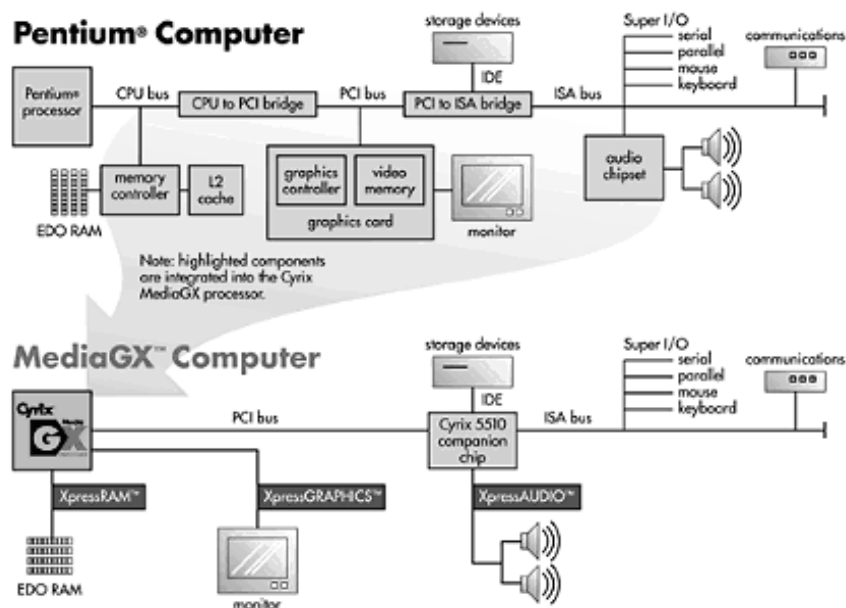 Pentium® Computer
storage devices
Super I/O
serial
parallel
mouse
keyboard
communications
IDE
Pentium®
processor
CPU bus
CPU to PCI bridge
PCI bus
PCI to ISA bridge
ISA bus
memory
controller
L2
cache
graphics
controller
video
memory
graphics card
audio
chipset
EDO RAM
monitor
Note: highlighted components
are integrated into the Cyrix
MediaGX processor.
MediaGX™ Computer
storage devices
Super I/O
serial
parallel
mouse
keyboard
communications
IDE
Cyrix
Media
GX
PCI bus
Cyrix 5510
companion
chip
ISA bus
XpressRAM™
XpressGRAPHICS™
XpressAUDIO™
EDO RAM
monitor